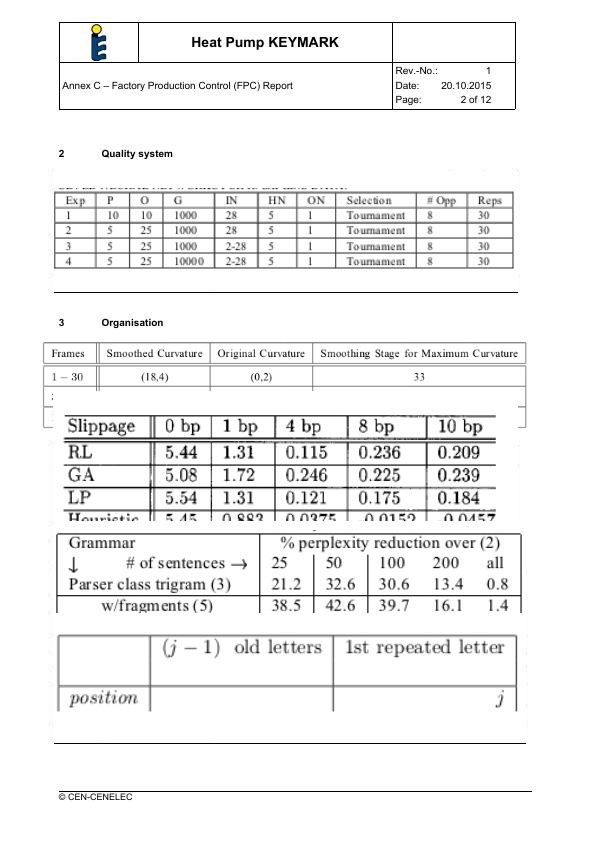 Heat Pump KEYMARK
Annex C – Factory Production Control (FPC) Report
Rev.-No.: 1
Date: 20.10.2015
Page: 2 of 12
2 Quality system
Exp P O G IN HN ON Selection # Opp Reps
1 10 10 1000 28 5 1 Tournament 8 30
2 5 25 1000 28 5 1 Tournament 8 30
3 5 25 1000 2-28 5 1 Tournament 8 30
4 5 25 10000 2-28 5 1 Tournament 8 30
3 Organisation
Frames Smoothed Curvature Original Curvature Smoothing Stage for Maximum Curvature
1 – 30 (18,4) (0,2) 33
Slippage 0 bp 1 bp 4 bp 8 bp 10 bp
RL 5.44 1.31 0.115 0.236 0.209
GA 5.08 1.72 0.246 0.225 0.239
LP 5.54 1.31 0.121 0.175 0.184
Heuristic 5.45 0.883 0.0375
Grammar % perplexity reduction over (2)
↓ # of sentences → 25 50 100 200 all
Parser class trigram (3) 21.2 32.6 30.6 13.4 0.8
w/fragments (5) 38.5 42.6 39.7 16.1 1.4
(j − 1) old letters 1st repeated letter
position j
© CEN-CENELEC